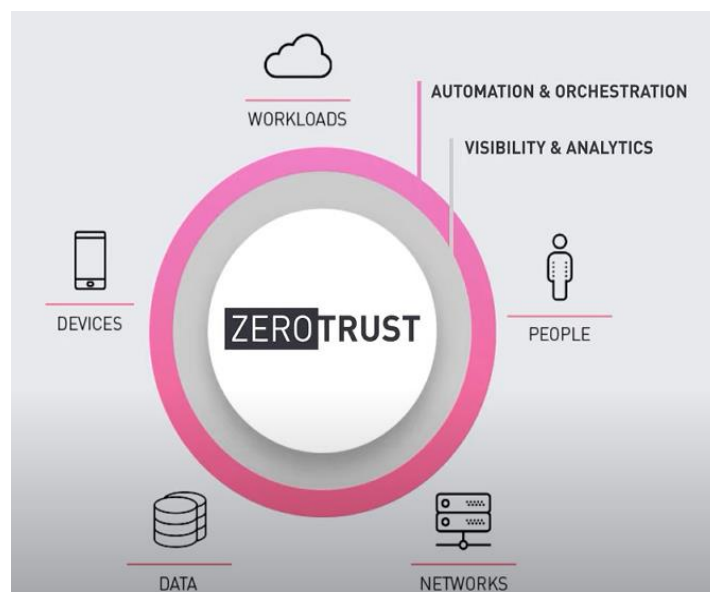 WORKLOADS
AUTOMATION & ORCHESTRATION
VISIBILITY & ANALYTICS
DEVICES
ZEROTRUST
PEOPLE
DATA
NETWORKS